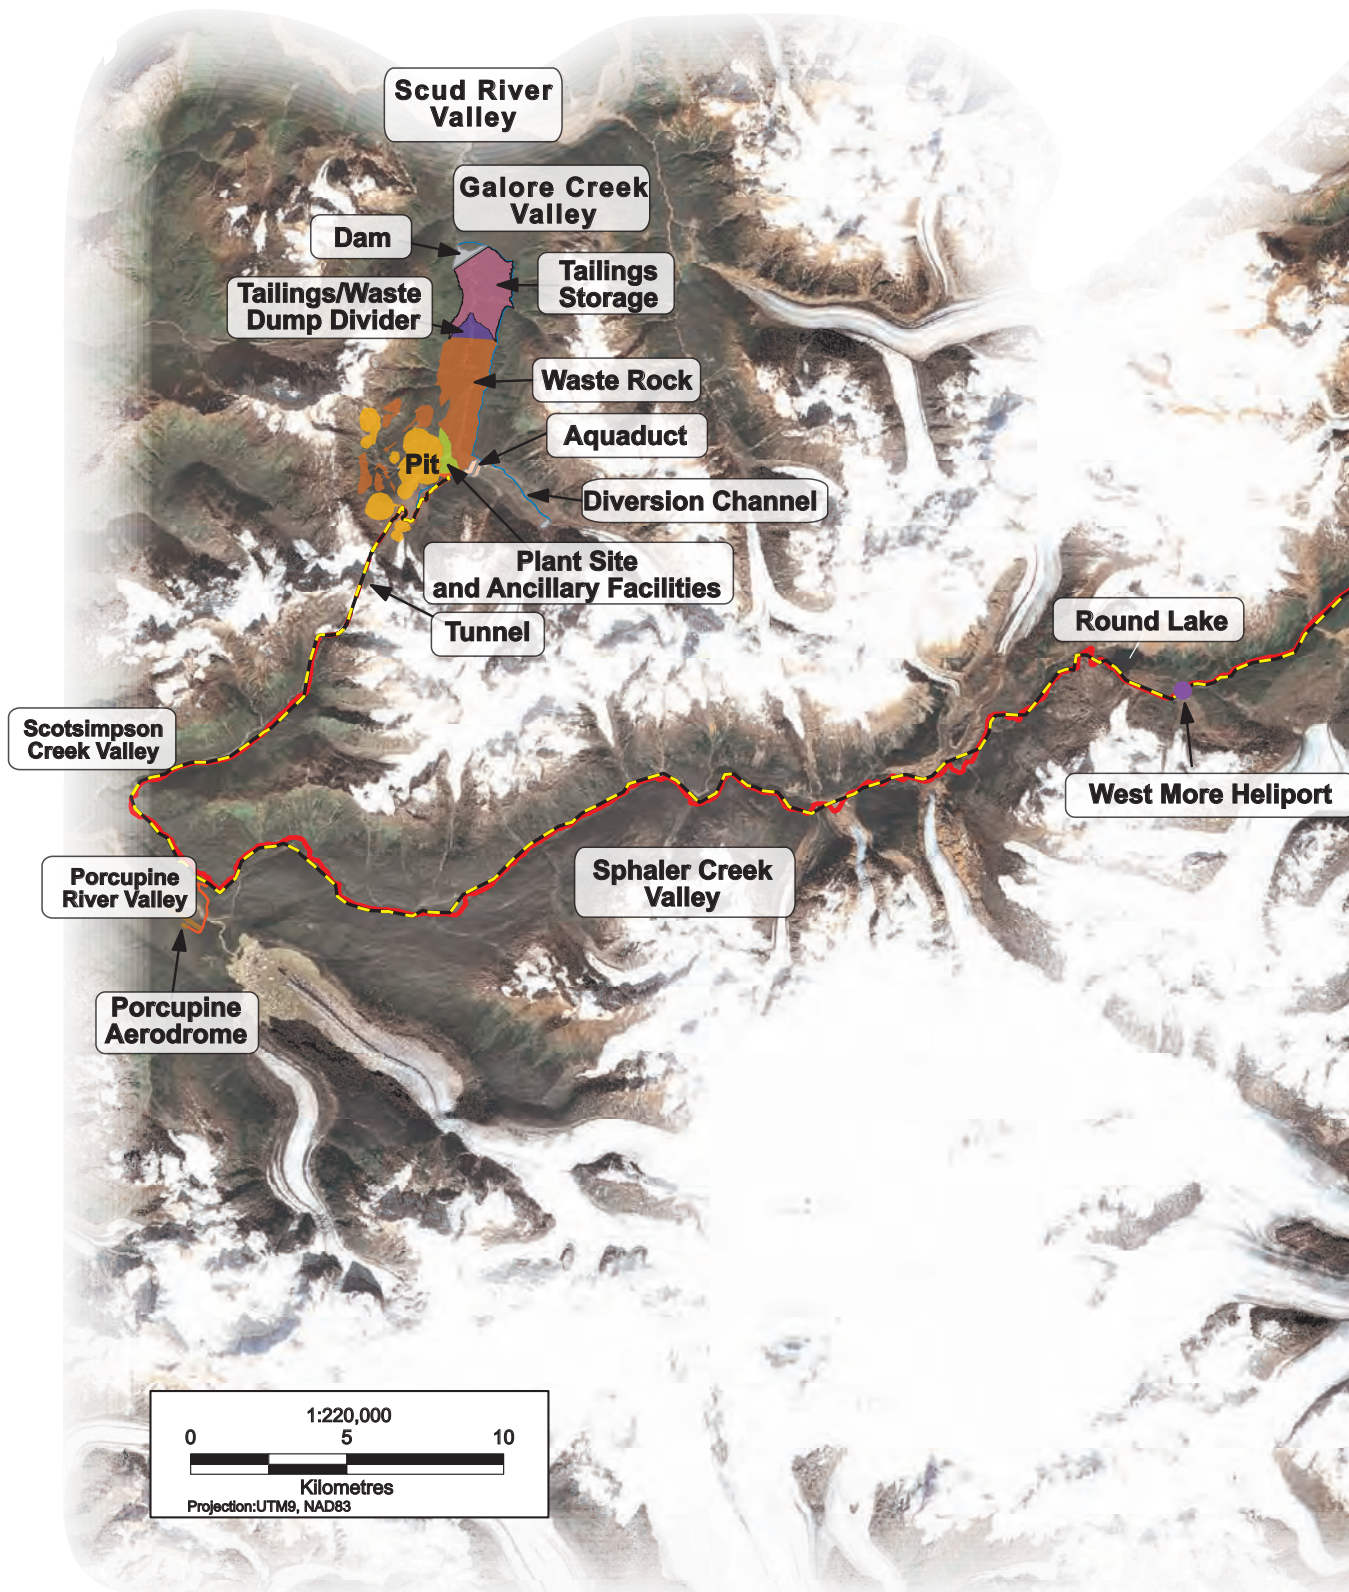 Scud River
Valley
Galore Creek
Valley
Dam
Tailings
Storage
Tailings/Waste
Dump Divider
Waste Rock
Aquaduct
Pit
Diversion Channel
Plant Site
and Ancillary Facilities
Tunnel
Round Lake
Scotsimpson
Creek Valley
West More Heliport
Porcupine
River Valley
Sphaler Creek
Valley
Porcupine
Aerodrome
1:220,000
0 5 10
Kilometres
Projection:UTM9, NAD83